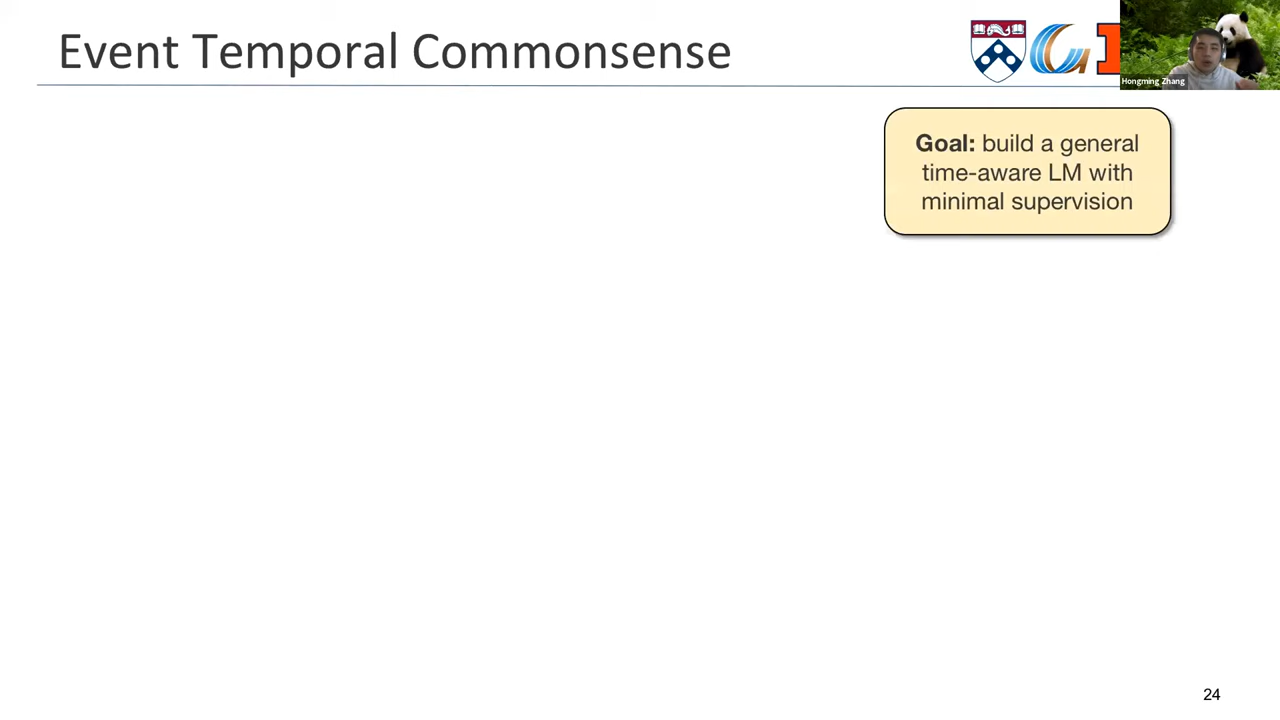 Event Temporal Commonsense
Hongming Zhang
Goal: build a general
time-aware LM with
minimal supervision
24